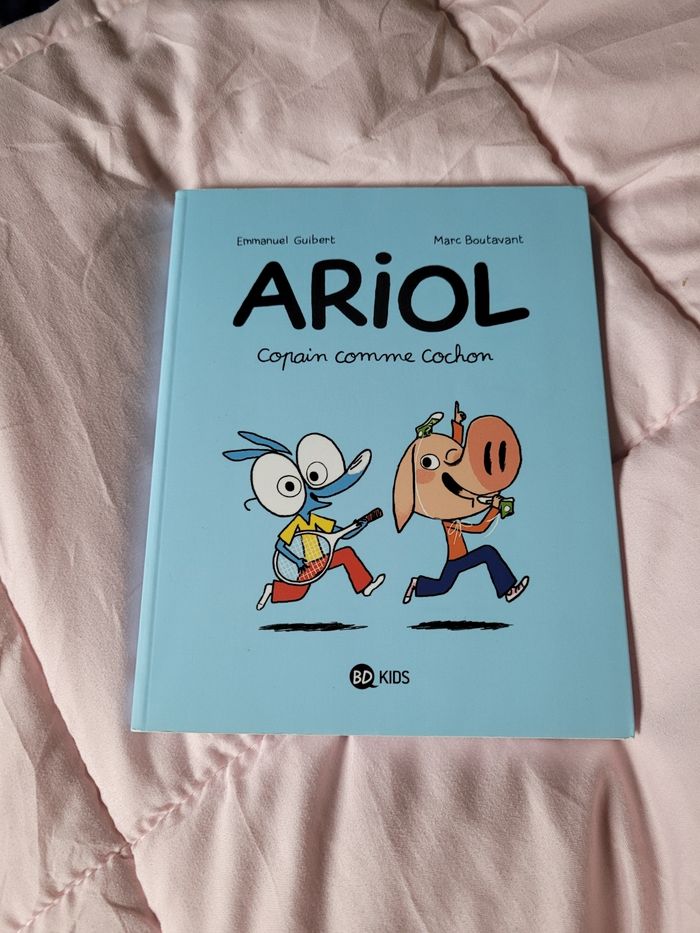 Emmanuel Guibert Marc Boutavant
ARiOL
Copain comme Cochon
BD KIDS